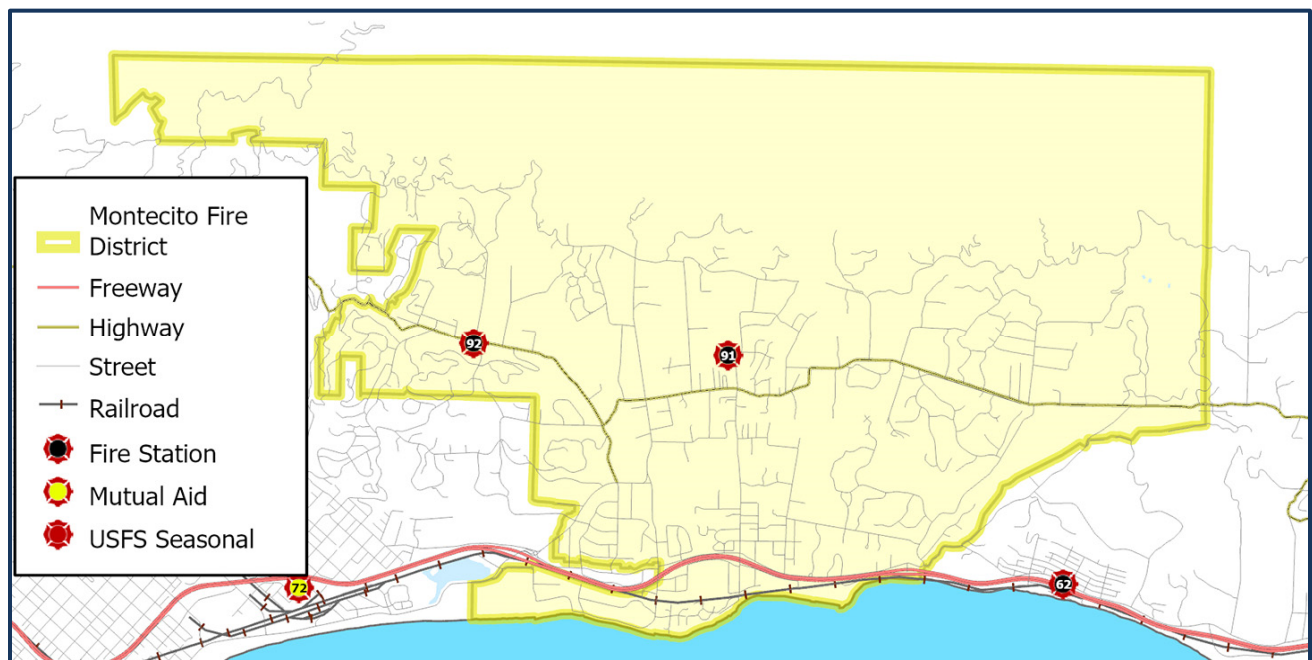 Montecito Fire
District
Freeway
Highway
Street
Railroad
Fire Station
Mutual Aid
USFS Seasonal
92
91
72
62